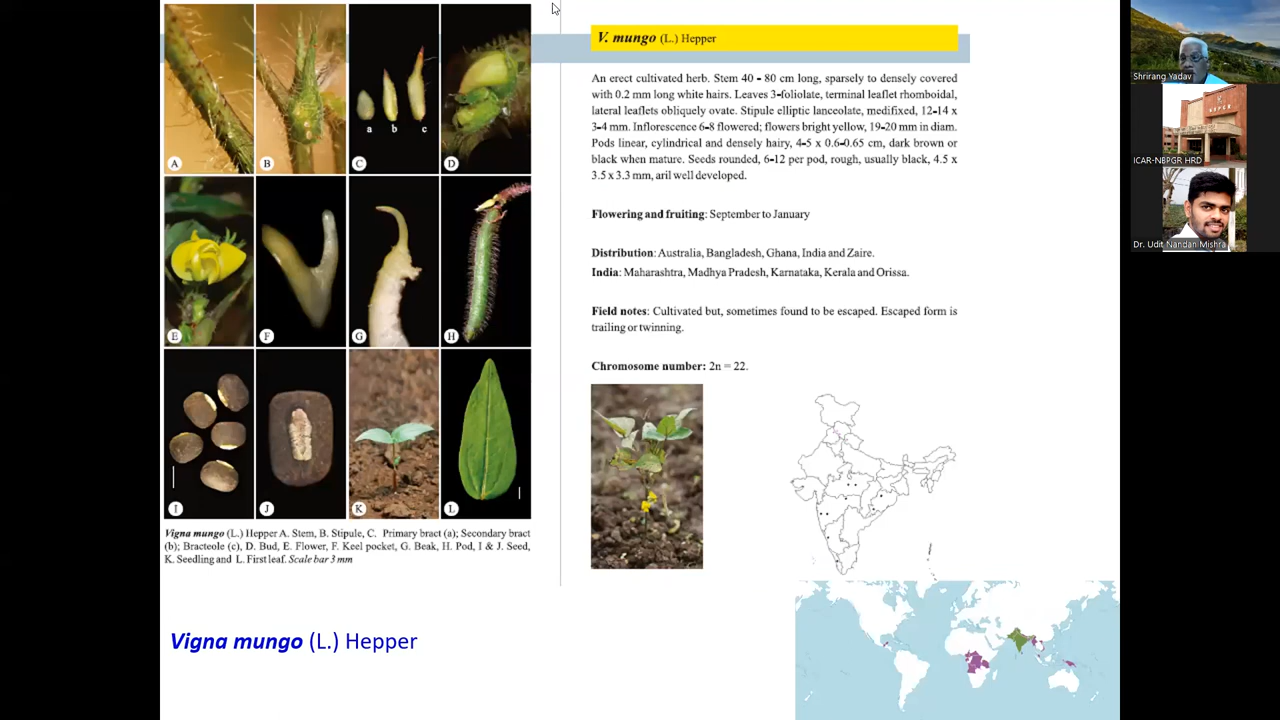 A
B
a
b
c
C
D
E
F
G
H
I
J
K
L
Vigna mungo (L.) Hepper A. Stem, B. Stipule, C. Primary bract (a); Secondary bract
(b); Bracteole (c), D. Bud, E. Flower, F. Keel pocket, G. Beak, H. Pod, I & J. Seed,
K. Seedling and L. First leaf. Scale bar 3 mm
Vigna mungo (L.) Hepper
V. mungo (L.) Hepper
An erect cultivated herb. Stem 40 - 80 cm long, sparsely to densely covered
with 0.2 mm long white hairs. Leaves 3-foliolate, terminal leaflet rhomboidal,
lateral leaflets obliquely ovate. Stipule elliptic lanceolate, medifixed, 12-14 x
3-4 mm. Inflorescence 6-8 flowered; flowers bright yellow, 19-20 mm in diam.
Pods linear, cylindrical and densely hairy, 4-5 x 0.6-0.65 cm, dark brown or
black when mature. Seeds rounded, 6-12 per pod, rough, usually black, 4.5 x
3.5 x 3.3 mm, aril well developed.
Flowering and fruiting: September to January
Distribution: Australia, Bangladesh, Ghana, India and Zaire.
India: Maharashtra, Madhya Pradesh, Karnataka, Kerala and Orissa.
Field notes: Cultivated but, sometimes found to be escaped. Escaped form is
trailing or twinning.
Chromosome number: 2n = 22.
Shrirang Yadav
ICAR-NBPGR HRD
Dr. Udit Nandan Mishra